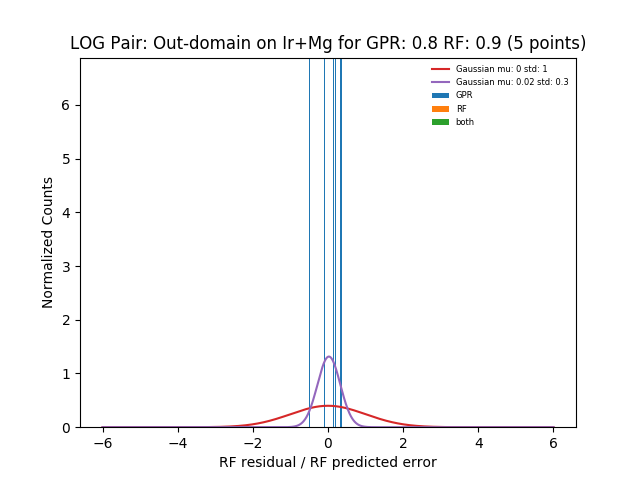 LOG Pair: Out-domain on Ir+Mg for GPR: 0.8 RF: 0.9 (5 points)
Gaussian mu: 0 std: 1
Gaussian mu: 0.02 std: 0.3
GPR
RF
both
Normalized Counts
6
5
4
3
2
1
0
−6
−4
−2
0
2
4
6
RF residual / RF predicted error